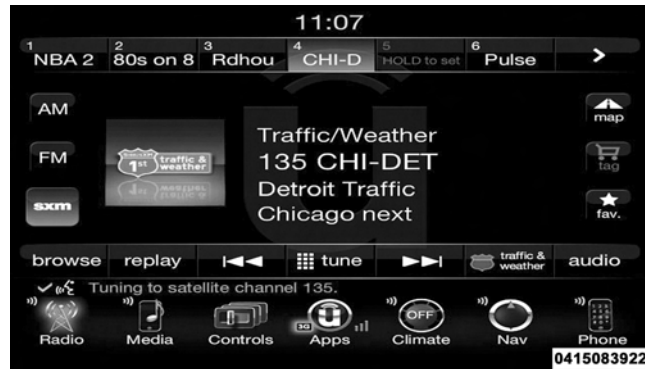 11:07
1 NBA 2
2 80s on 8
3 Rdhou
4 CHI-D
5 HOLD to set
6 Pulse
>
AM
FM
sxm
1st traffic & weather
Traffic/Weather
135 CHI-DET
Detroit Traffic
Chicago next
map
tag
fav.
browse
replay
tune
traffic & weather
audio
Tuning to satellite channel 135.
Radio
Media
Controls
3G
Apps
OFF
Climate
Nav
Phone
0415083922